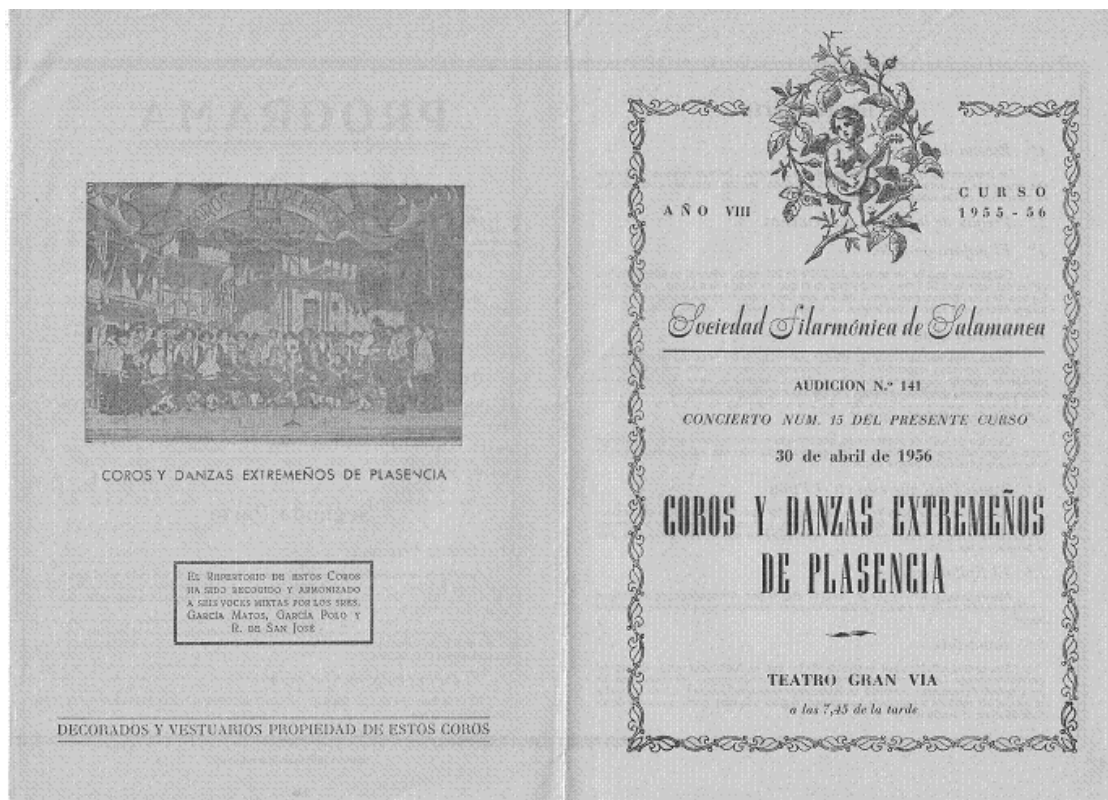 COROS Y DANZAS EXTREMEÑOS DE PLASENCIA
EL REPERTORIO DE ESTOS COROS
HA SIDO RECOGIDO Y ARMONIZADO
A SEIS VOCES MIXTAS POR LOS SRES.
GARCÍA MATOS, GARCÍA POLO Y
R. DE SAN JOSÉ
DECORADOS Y VESTUARIOS PROPIEDAD DE ESTOS COROS
AÑO VIII
CURSO
1955-56
Sociedad Filarmónica de Salamanca
AUDICION N.º 141
CONCIERTO NUM. 15 DEL PRESENTE CURSO
30 de abril de 1956
COROS Y DANZAS EXTREMEÑOS
DE PLASENCIA
TEATRO GRAN VIA
a las 7,45 de la tarde
PROGRAMA